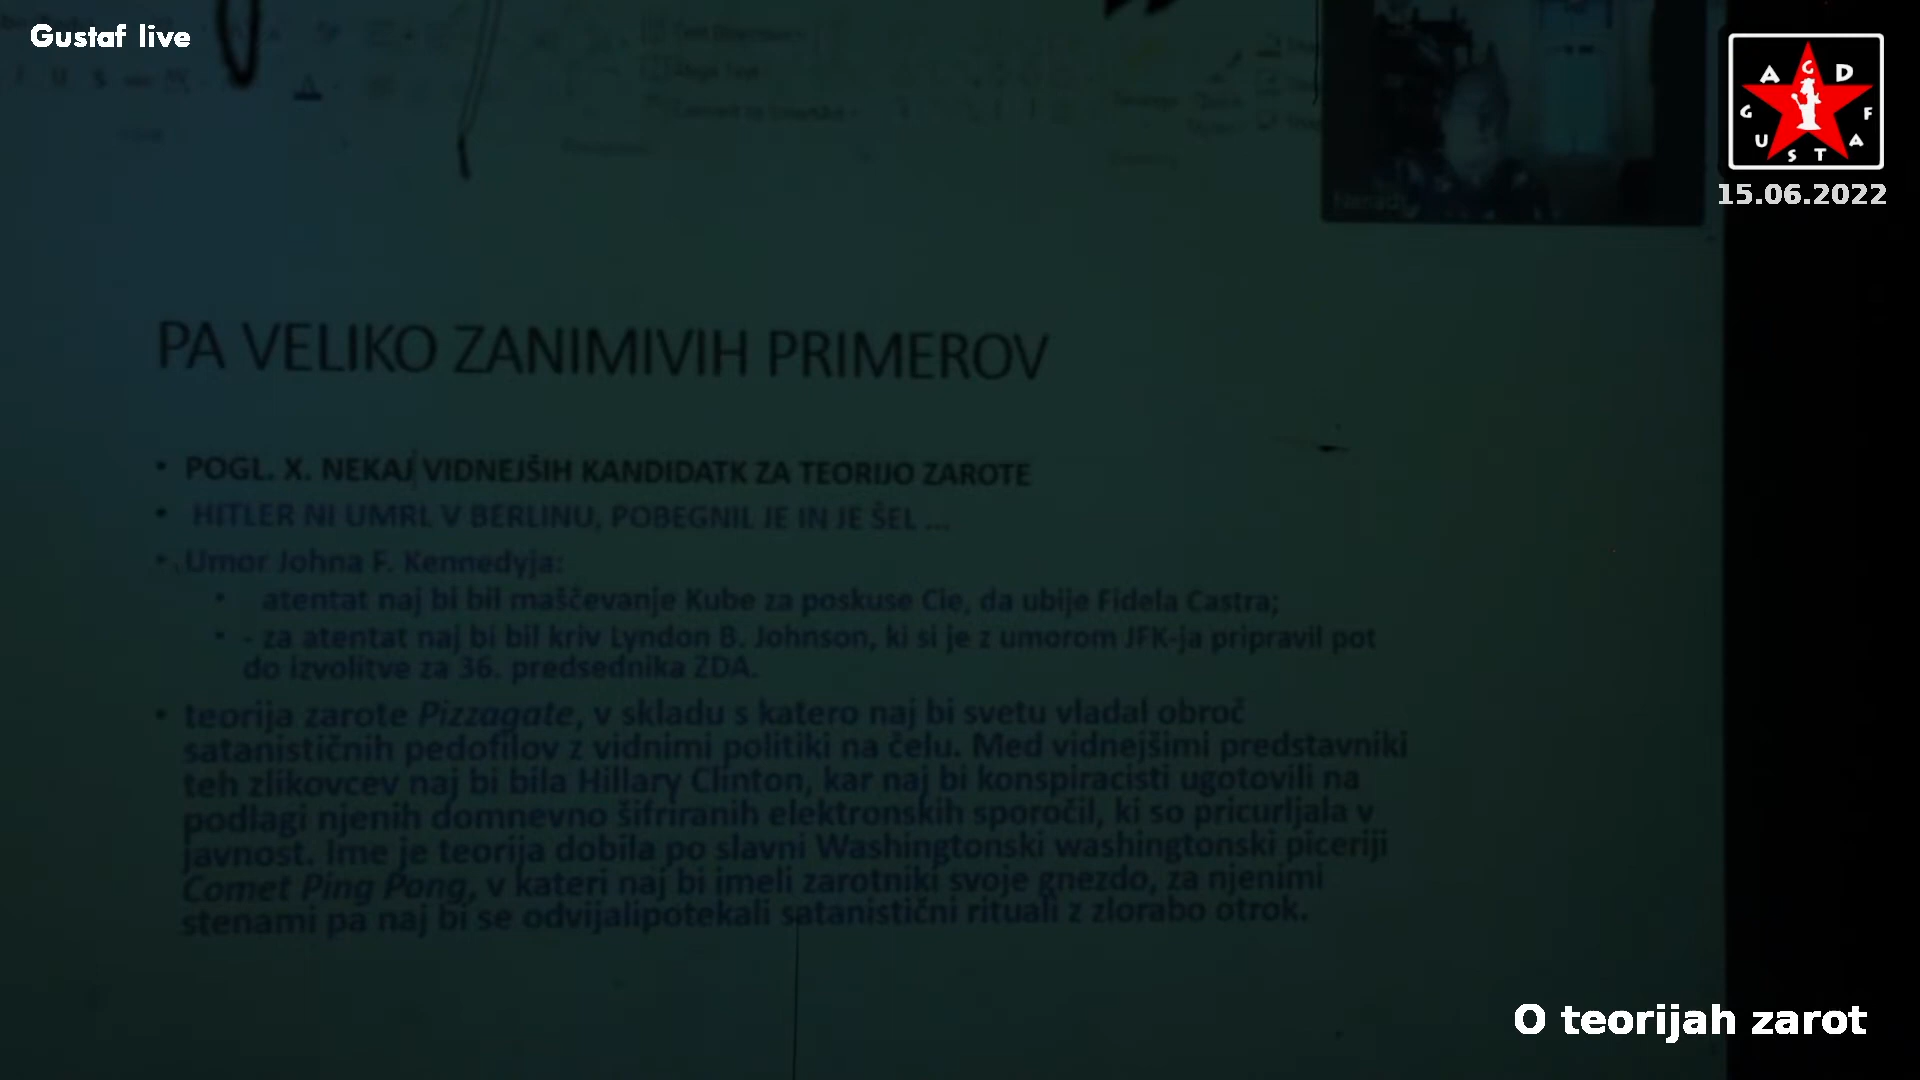 Gustaf live
A G D
G F
U S T A
15.06.2022
PA VELIKO ZANIMIVIH PRIMEROV
• POGL. X. NEKAJ VIDNEJŠIH KANDIDATK ZA TEORIJO ZAROTE
• HITLER NI UMRL V BERLINU, POBEGNIL JE IN JE ŠEL ...
• Umor Johna F. Kennedyja:
• atentat naj bi bil maščevanje Kube za poskuse Cie, da ubije Fidela Castra;
• - za atentat naj bi bil kriv Lyndon B. Johnson, ki si je z umorom JFK-ja pripravil pot
do izvolitve za 36. predsednika ZDA.
• teorija zarote Pizzagate, v skladu s katero naj bi svetu vladal obroč
satanističnih pedofilov z vidnimi politiki na čelu. Med vidnejšimi predstavniki
teh zlikovcev naj bi bila Hillary Clinton, kar naj bi konspiracisti ugotovili na
podlagi njenih domnevno šifriranih elektronskih sporočil, ki so pricurljala v
javnost. Ime je teorija dobila po slavni Washingtonski washingtonski piceriji
Comet Ping Pong, v kateri naj bi imeli zarotniki svoje gnezdo, za njenimi
stenami pa naj bi se odvijalipotekali satanistični rituali z zlorabo otrok.
O teorijah zarot